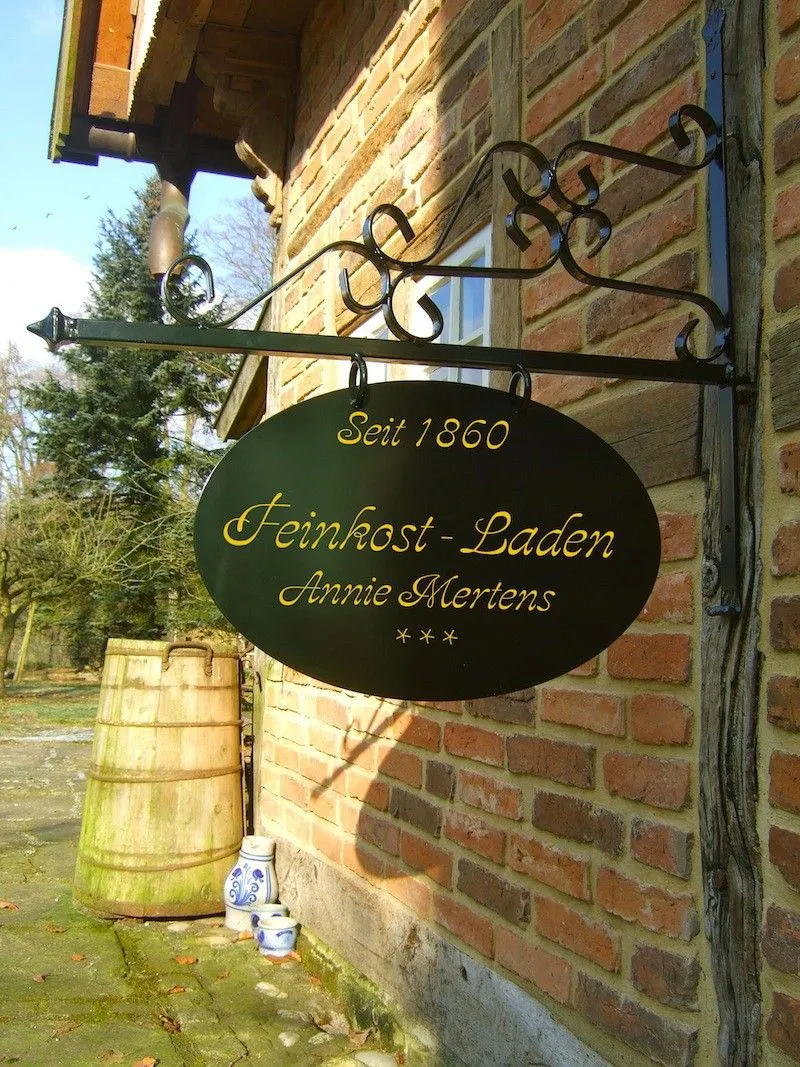 Seit 1860
Feinkost - Laden
Annie Mertens
***